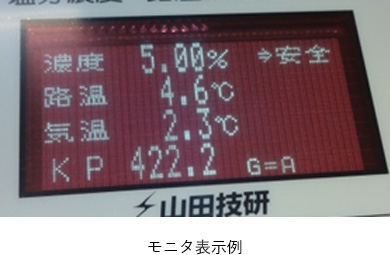 濃度 5.00% ⇒安全
路温 4.6℃
気温 2.3℃
KP 422.2 G=A
山田技研
モニタ表示例